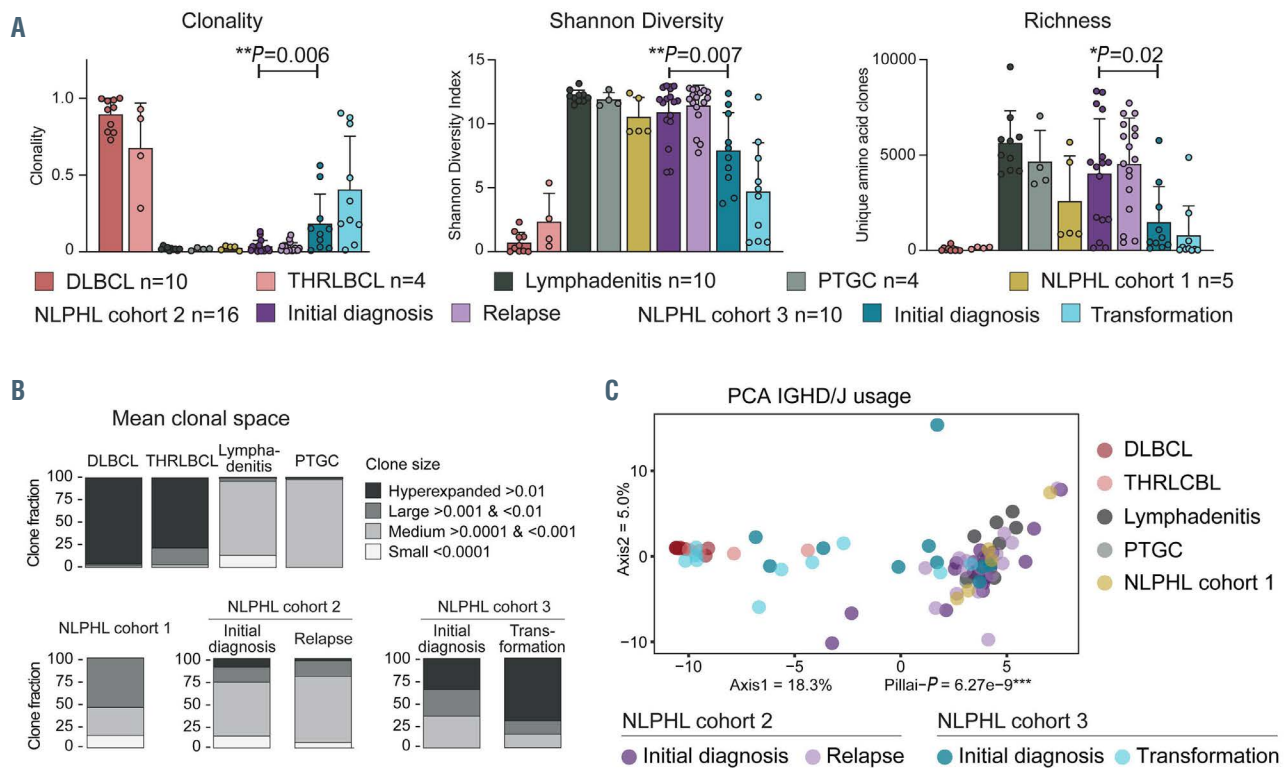 A
Clonality
Shannon Diversity
Richness
**P=0.006
**P=0.007
*P=0.02
Clonality
1.0
0.5
0
Shannon Diversity Index
15
10
5
0
Unique amino acid clones
10000
5000
0
DLBCL n=10
THRLBCL n=4
Lymphadenitis n=10
PTGC n=4
NLPHL cohort 1 n=5
NLPHL cohort 2 n=16
Initial diagnosis
Relapse
NLPHL cohort 3 n=10
Initial diagnosis
Transformation
B
Mean clonal space
DLBCL
THRLBCL
Lympha-
denitis
PTGC
Clone fraction
100
75
50
25
0
Clone size
Hyperexpanded >0.01
Large >0.001 & <0.01
Medium >0.0001 & <0.001
Small <0.0001
NLPHL cohort 1
Clone fraction
100
75
50
25
0
NLPHL cohort 2
Initial
diagnosis
Relapse
100
75
50
25
0
NLPHL cohort 3
Initial
diagnosis
Trans-
formation
100
75
50
25
0
C
PCA IGHD/J usage
Axis2 = 5.0%
10
0
−10
−10
−5
0
5
Axis1 = 18.3%
Pillai−P = 6.27e−9***
DLBCL
THRLCBL
Lymphadenitis
PTGC
NLPHL cohort 1
NLPHL cohort 2
Initial diagnosis
Relapse
NLPHL cohort 3
Initial diagnosis
Transformation